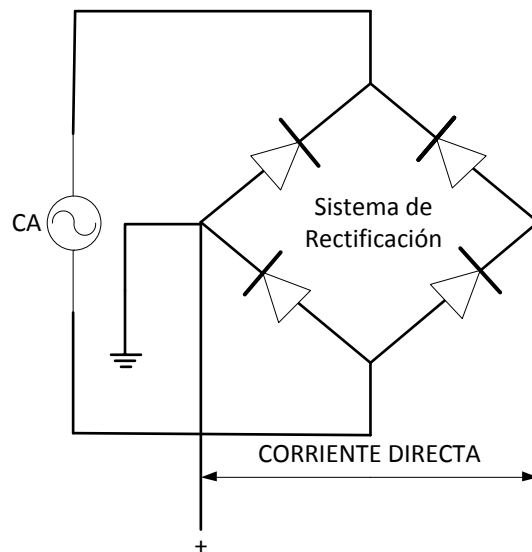 CA
Sistema de
Rectificación
CORRIENTE DIRECTA
+